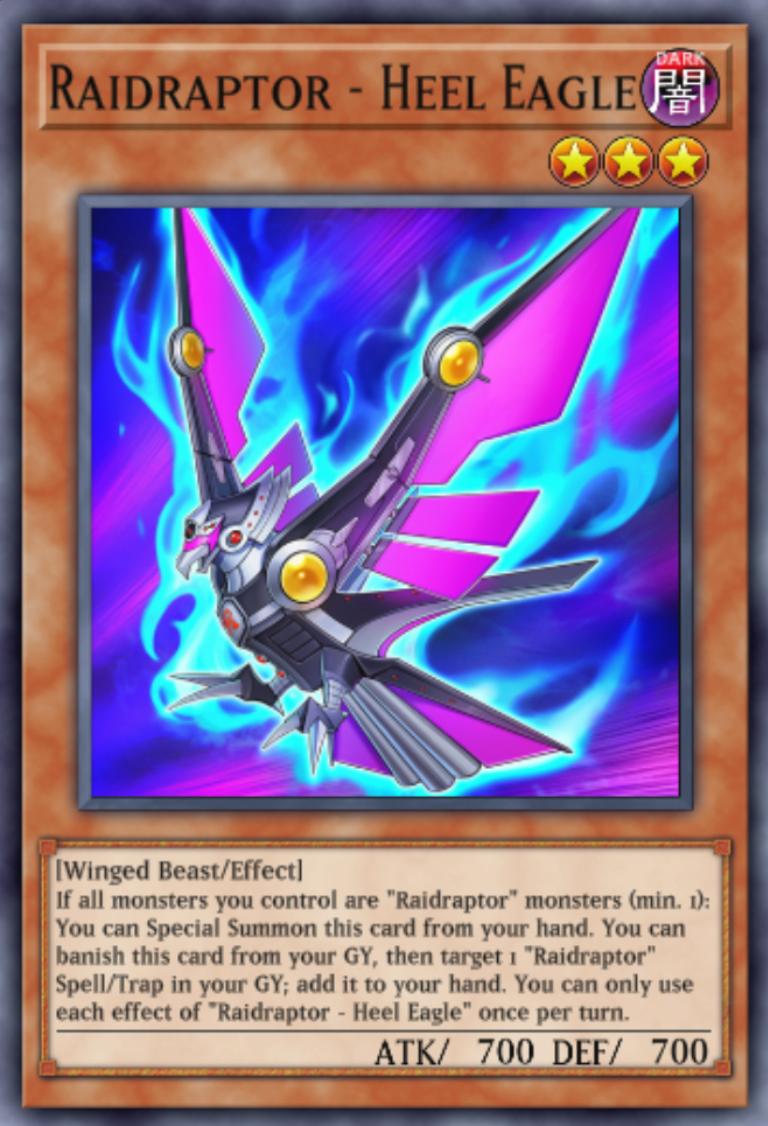 Raidraptor - Heel Eagle
DARK
闇
[Winged Beast/Effect]
If all monsters you control are "Raidraptor" monsters (min. 1):
You can Special Summon this card from your hand. You can
banish this card from your GY, then target 1 "Raidraptor"
Spell/Trap in your GY; add it to your hand. You can only use
each effect of "Raidraptor - Heel Eagle" once per turn.
ATK/ 700 DEF/ 700